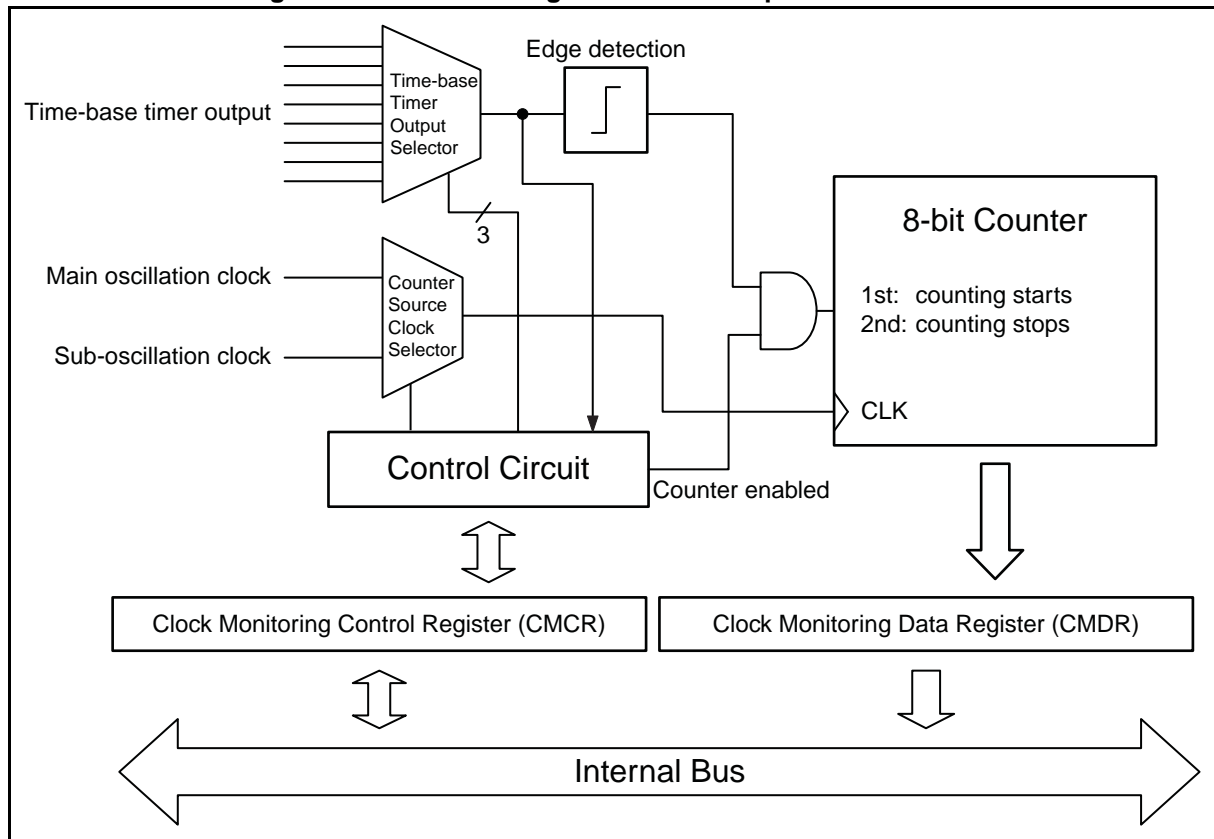 Edge detection
Time-base timer output
Time-base
Timer
Output
Selector
3
8-bit Counter
1st: counting starts
2nd: counting stops
CLK
Main oscillation clock
Sub-oscillation clock
Counter
Source
Clock
Selector
Control Circuit
Counter enabled
Clock Monitoring Control Register (CMCR)
Clock Monitoring Data Register (CMDR)
Internal Bus